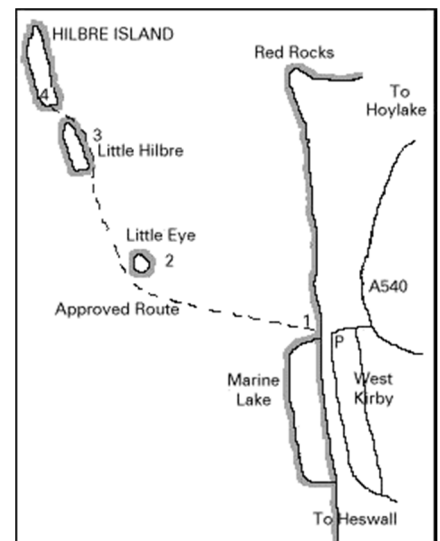 HILBRE ISLAND
Red Rocks
To
Hoylake
4
3
Little Hilbre
Little Eye
2
A540
Approved Route
1
P
Marine
Lake
West
Kirby
To Heswall